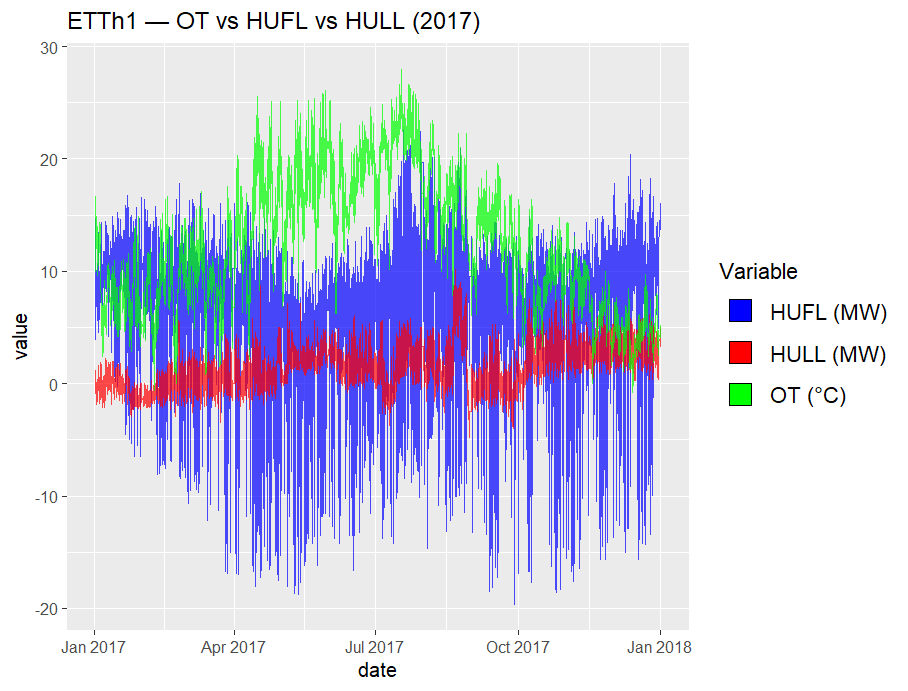 ETTh1 — OT vs HUFL vs HULL (2017)
30
20
10
0
-10
-20
value
Jan 2017
Apr 2017
Jul 2017
Oct 2017
Jan 2018
date
Variable
HUFL (MW)
HULL (MW)
OT (°C)